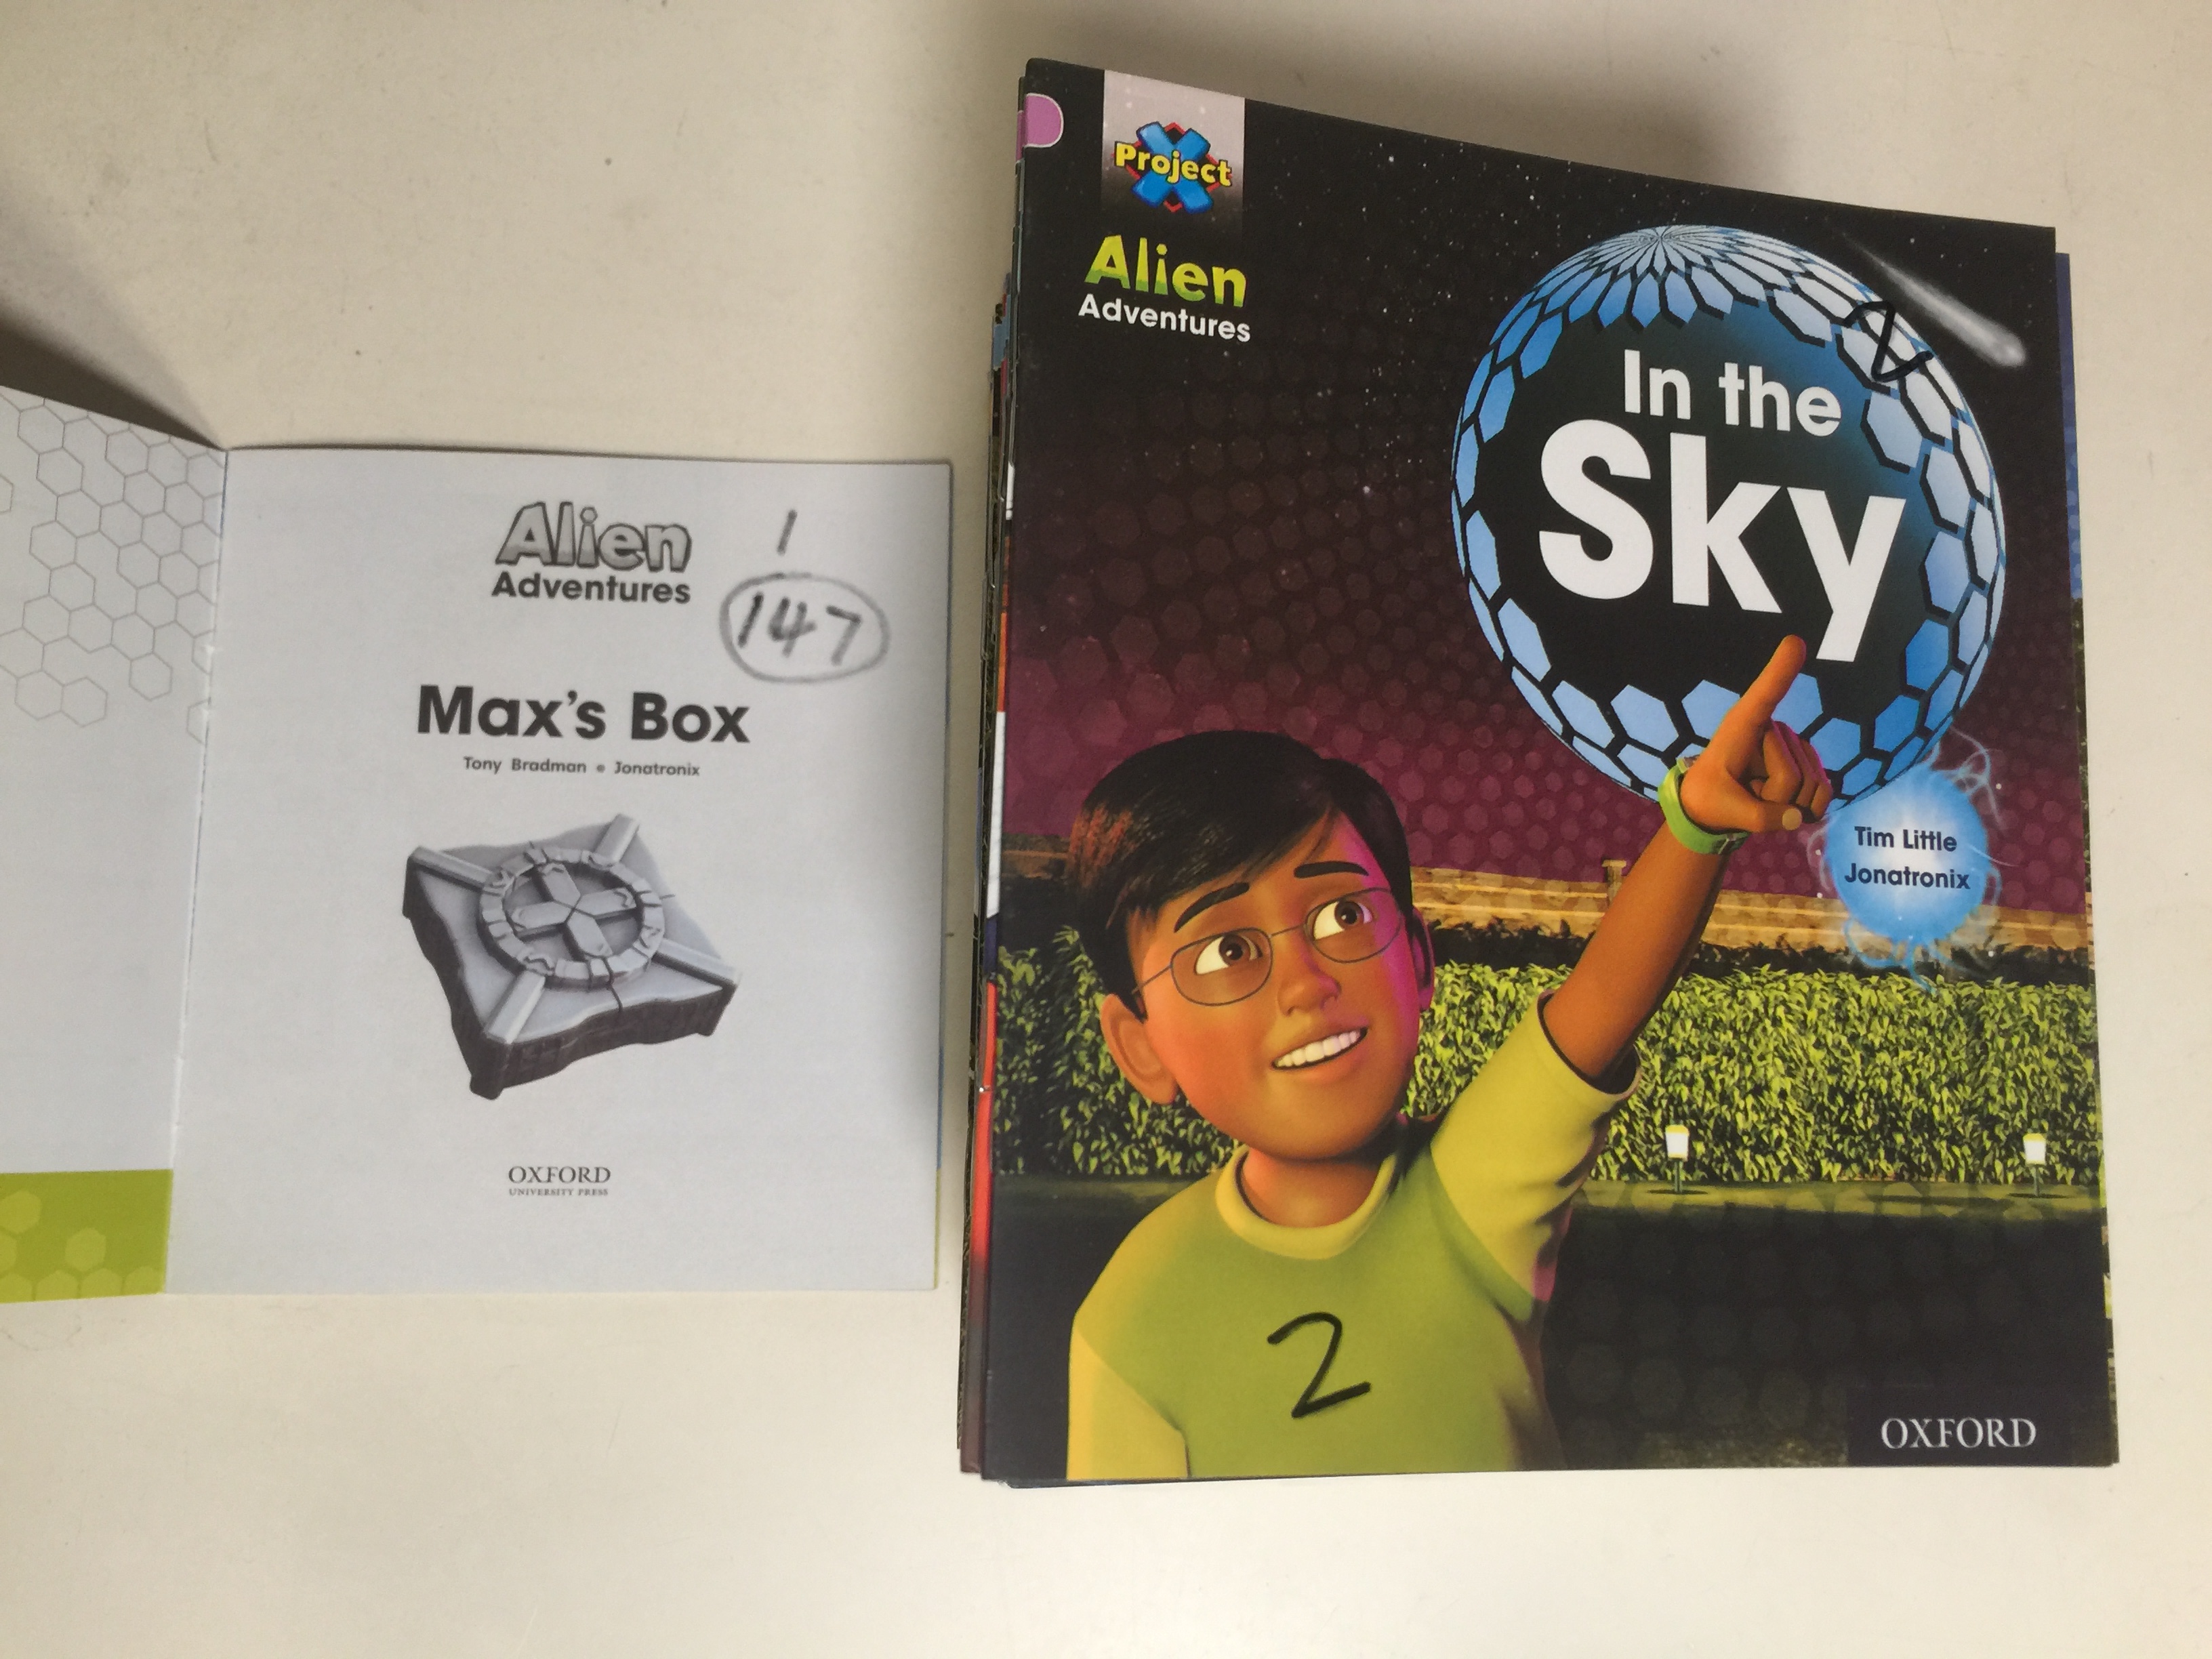 Alien
Adventures
1
147
Max's Box
Tony Bradman • Jonatronix
OXFORD
UNIVERSITY PRESS
Project X
Alien
Adventures
2
In the
Sky
Tim Little
Jonatronix
2
OXFORD